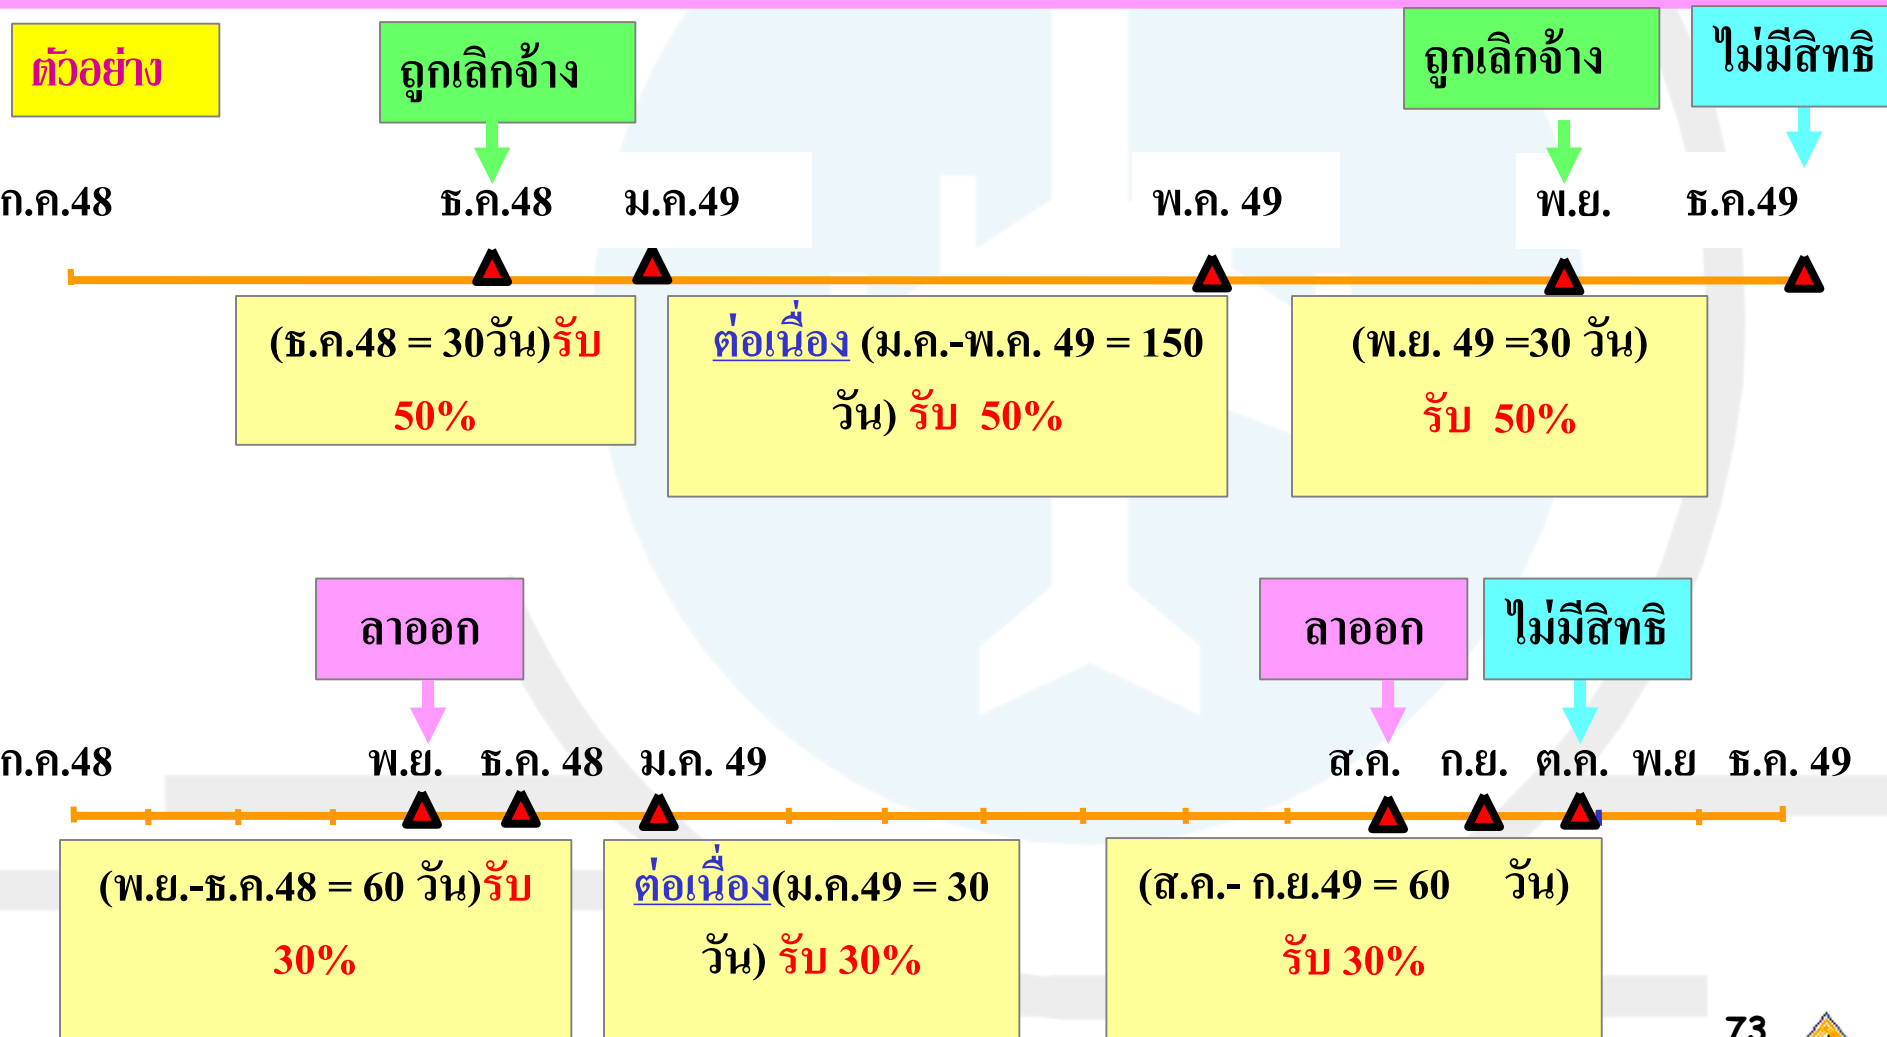 ตัวอย่าง
ถูกเลิกจ้าง
ถูกเลิกจ้าง
ไม่มีสิทธิ
ก.ค.48 ธ.ค.48 ม.ค.49 พ.ค. 49 พ.ย. ธ.ค.49
(ธ.ค.48 = 30วัน)รับ
50%
ต่อเนื่อง (ม.ค.-พ.ค. 49 = 150
วัน) รับ 50%
(พ.ย. 49 =30 วัน)
รับ 50%
ลาออก
ลาออก
ไม่มีสิทธิ
ก.ค.48 พ.ย. ธ.ค. 48 ม.ค. 49 ส.ค. ก.ย. ต.ค. พ.ย ธ.ค. 49
(พ.ย.-ธ.ค.48 = 60 วัน)รับ
30%
ต่อเนื่อง(ม.ค.49 = 30
วัน) รับ 30%
(ส.ค.- ก.ย.49 = 60 วัน)
รับ 30%
73